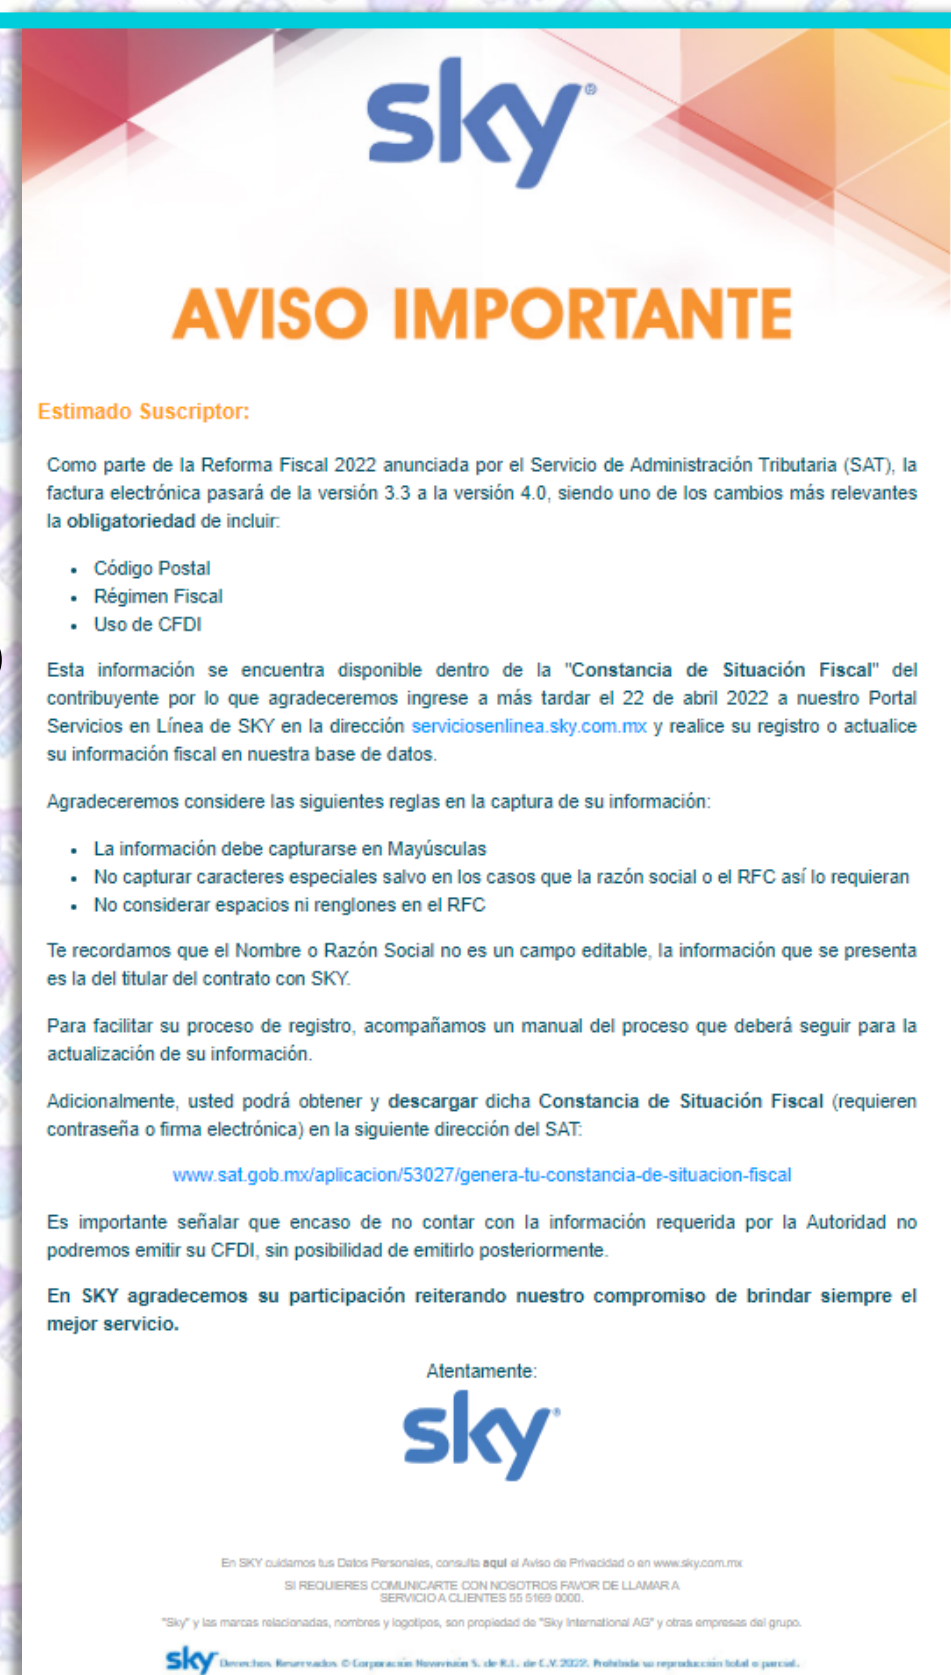 sky®
AVISO IMPORTANTE
Estimado Suscriptor:
Como parte de la Reforma Fiscal 2022 anunciada por el Servicio de Administración Tributaria (SAT), la
factura electrónica pasará de la versión 3.3 a la versión 4.0, siendo uno de los cambios más relevantes
la obligatoriedad de incluir:
• Código Postal
• Régimen Fiscal
• Uso de CFDI
Esta información se encuentra disponible dentro de la "Constancia de Situación Fiscal" del
contribuyente por lo que agradeceremos ingrese a más tardar el 22 de abril 2022 a nuestro Portal
Servicios en Línea de SKY en la dirección serviciosenlinea.sky.com.mx y realice su registro o actualice
su información fiscal en nuestra base de datos.
Agradeceremos considere las siguientes reglas en la captura de su información:
• La información debe capturarse en Mayúsculas
• No capturar caracteres especiales salvo en los casos que la razón social o el RFC así lo requieran
• No considerar espacios ni renglones en el RFC
Te recordamos que el Nombre o Razón Social no es un campo editable, la información que se presenta
es la del titular del contrato con SKY.
Para facilitar su proceso de registro, acompañamos un manual del proceso que deberá seguir para la
actualización de su información.
Adicionalmente, usted podrá obtener y descargar dicha Constancia de Situación Fiscal (requieren
contraseña o firma electrónica) en la siguiente dirección del SAT:
www.sat.gob.mx/aplicacion/53027/genera-tu-constancia-de-situacion-fiscal
Es importante señalar que encaso de no contar con la información requerida por la Autoridad no
podremos emitir su CFDI, sin posibilidad de emitirlo posteriormente.
En SKY agradecemos su participación reiterando nuestro compromiso de brindar siempre el
mejor servicio.
Atentamente:
sky®
En SKY cuidamos tus Datos Personales, consulta aquí el Aviso de Privacidad o en www.sky.com.mx
SI REQUIERES COMUNICARTE CON NOSOTROS FAVOR DE LLAMAR A
SERVICIO A CLIENTES 55 5169 0000.
"Sky" y las marcas relacionadas, nombres y logotipos, son propiedad de "Sky International AG" y otras empresas del grupo.
sky Derechos Reservados © Corporación Novavisión S. de R.L. de C.V. 2022. Prohibida su reproducción total o parcial.